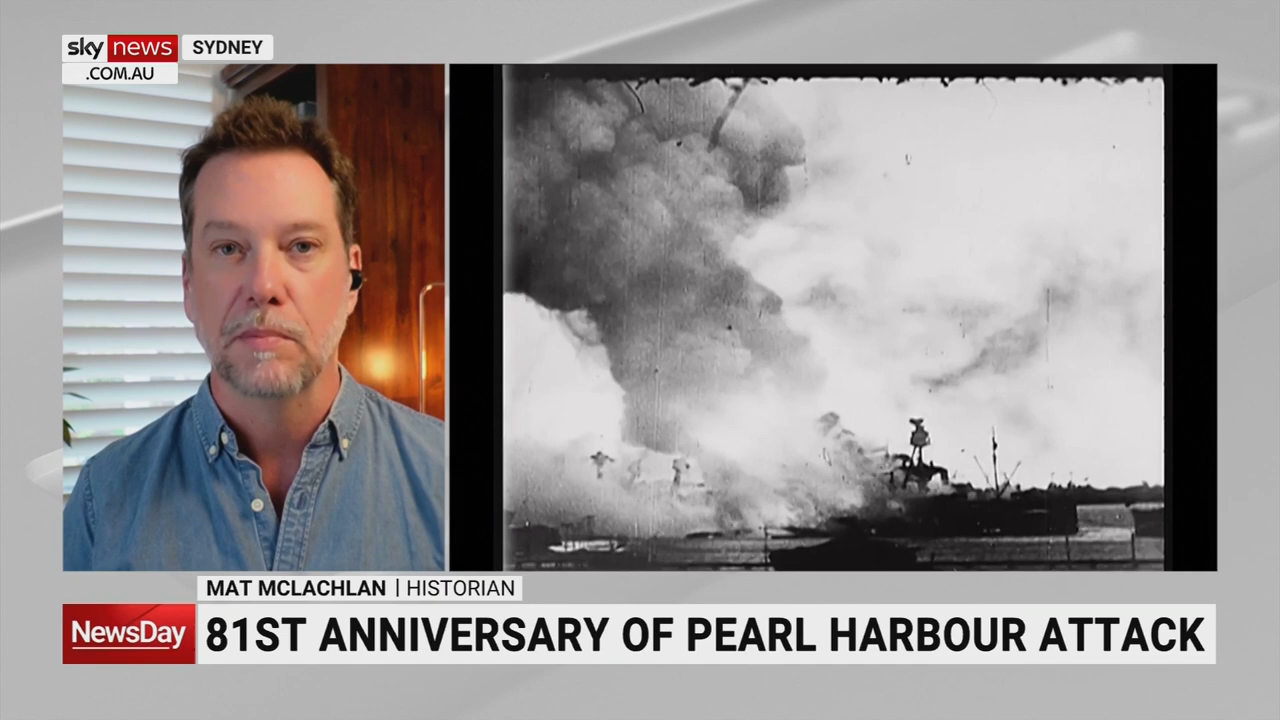 sky news
SYDNEY
.COM.AU
MAT MCLACHLAN | HISTORIAN
NewsDay
81ST ANNIVERSARY OF PEARL HARBOUR ATTACK